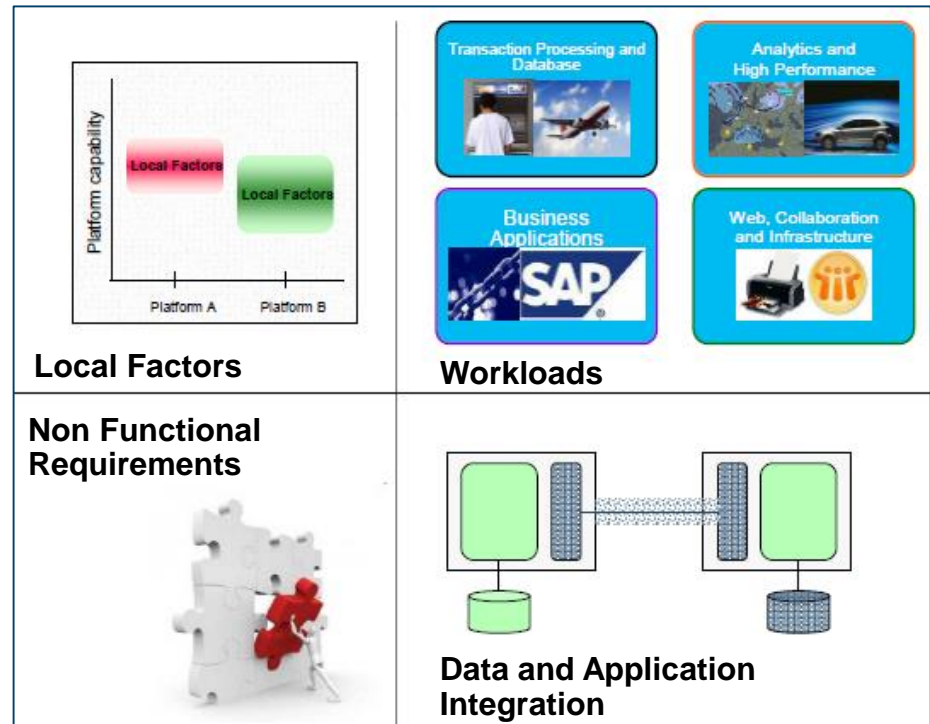 Platform capability
Local Factors
Local Factors
Platform A
Platform B
Local Factors
Transaction Processing and
Database
Analytics and
High Performance
Business
Applications
SAP
®
Web, Collaboration
and Infrastructure
Workloads
Non Functional
Requirements
Data and Application
Integration